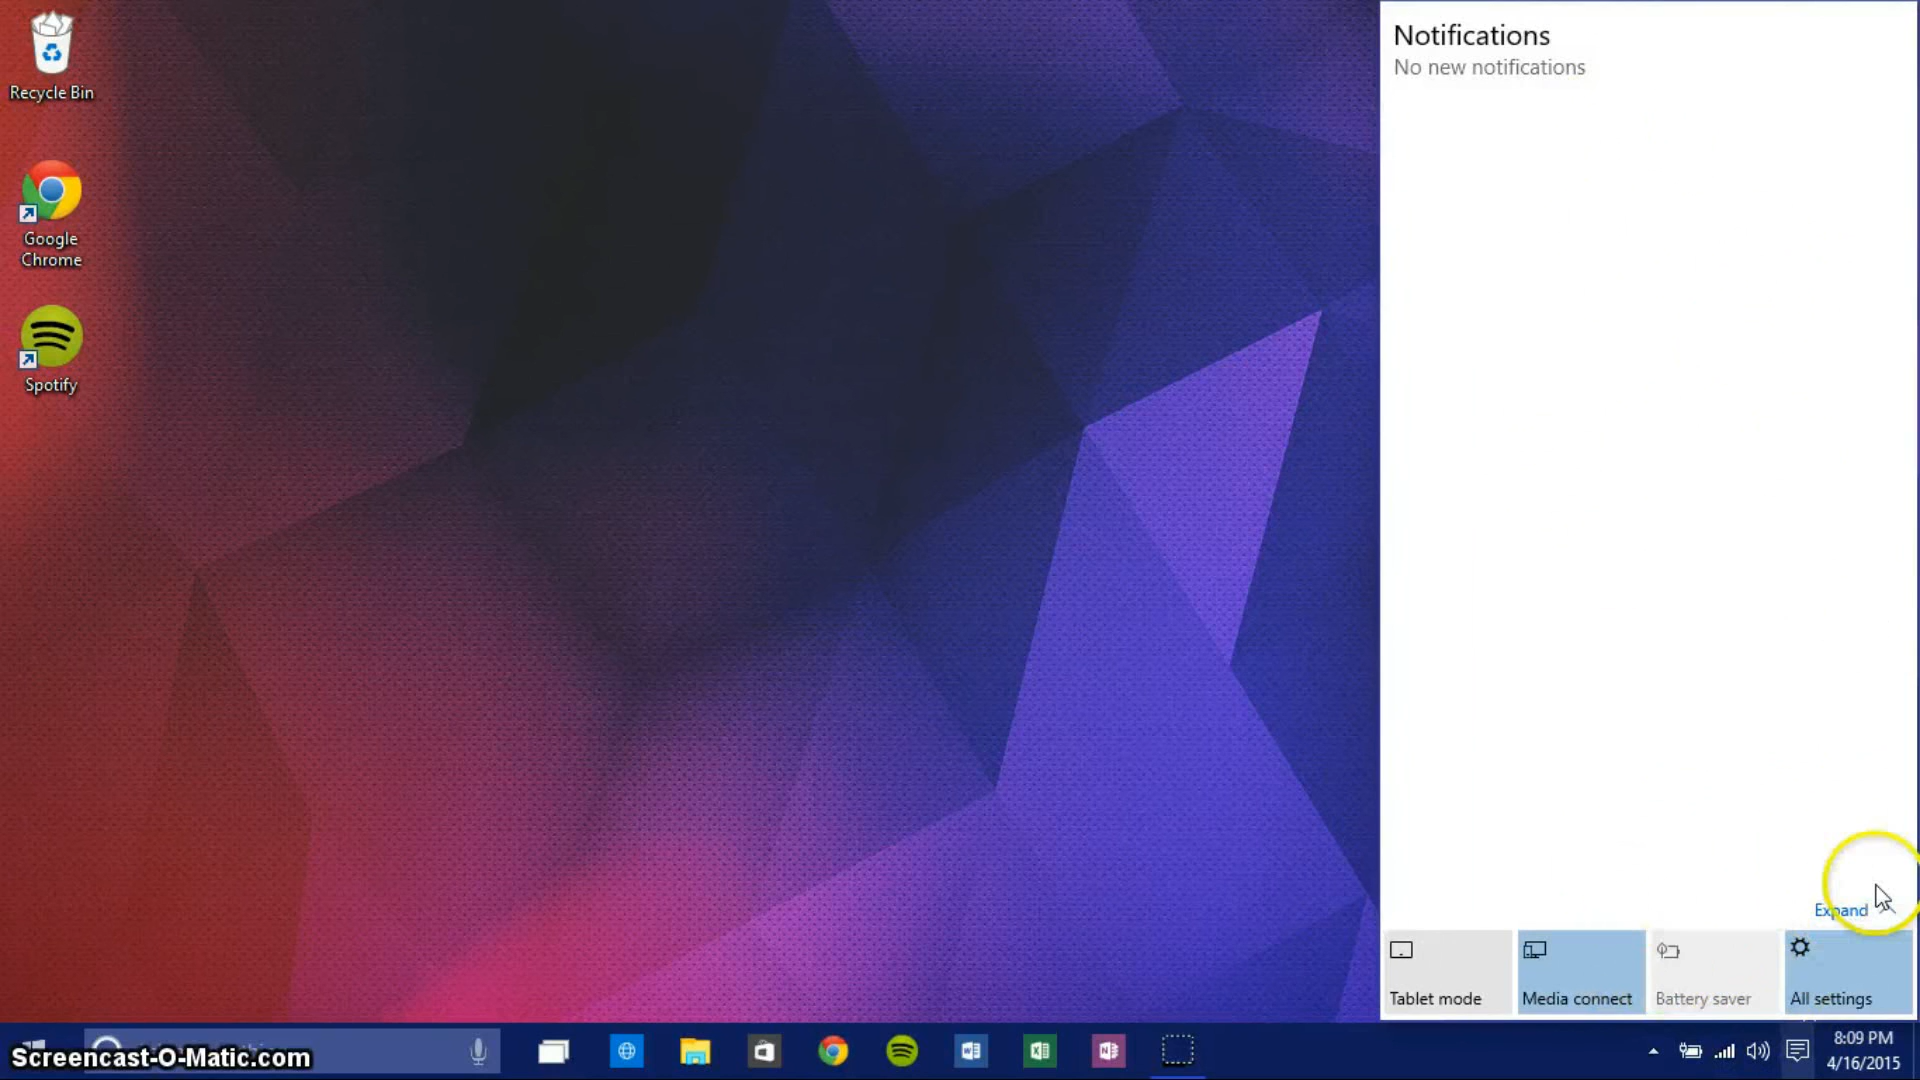 Recycle Bin
Google
Chrome
Spotify
Notifications
No new notifications
Expand
Tablet mode
Media connect
Battery saver
All settings
Screencast-O-Matic.com
8:09 PM
4/16/2015